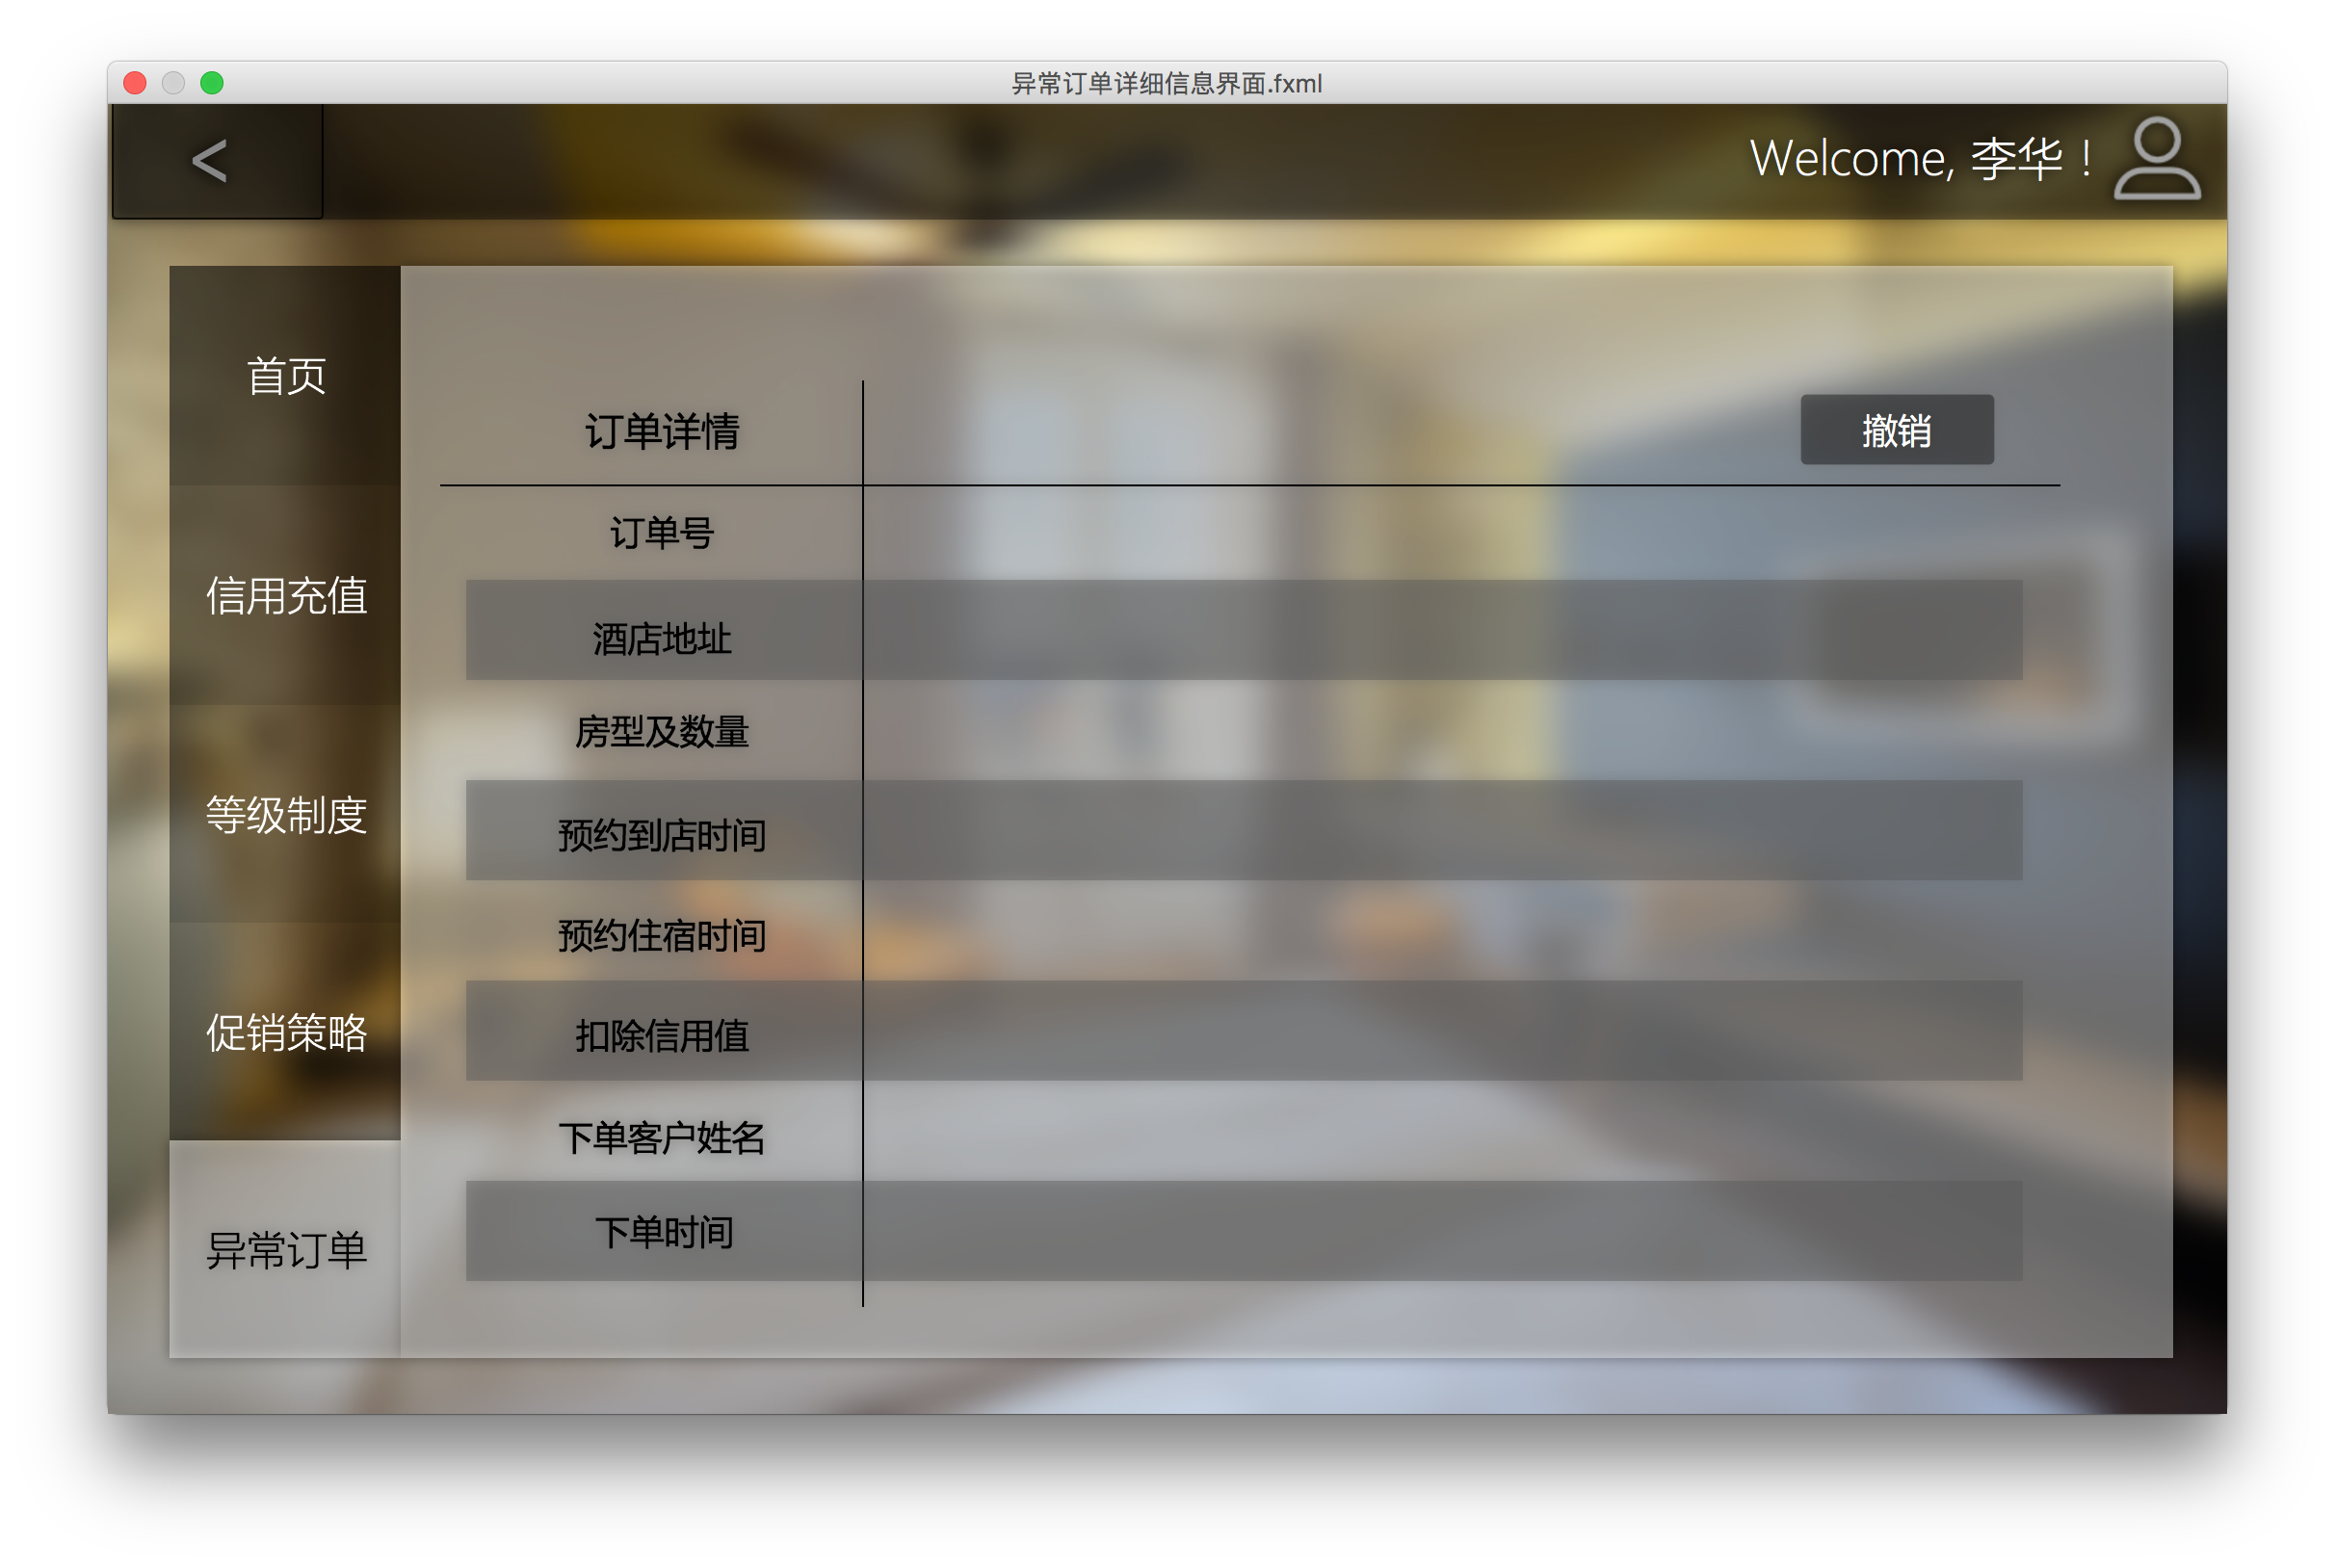 异常订单详细信息界面.fxml
<
Welcome, 李华！
首页
信用充值
等级制度
促销策略
异常订单
订单详情
撤销
订单号
酒店地址
房型及数量
预约到店时间
预约住宿时间
扣除信用值
下单客户姓名
下单时间